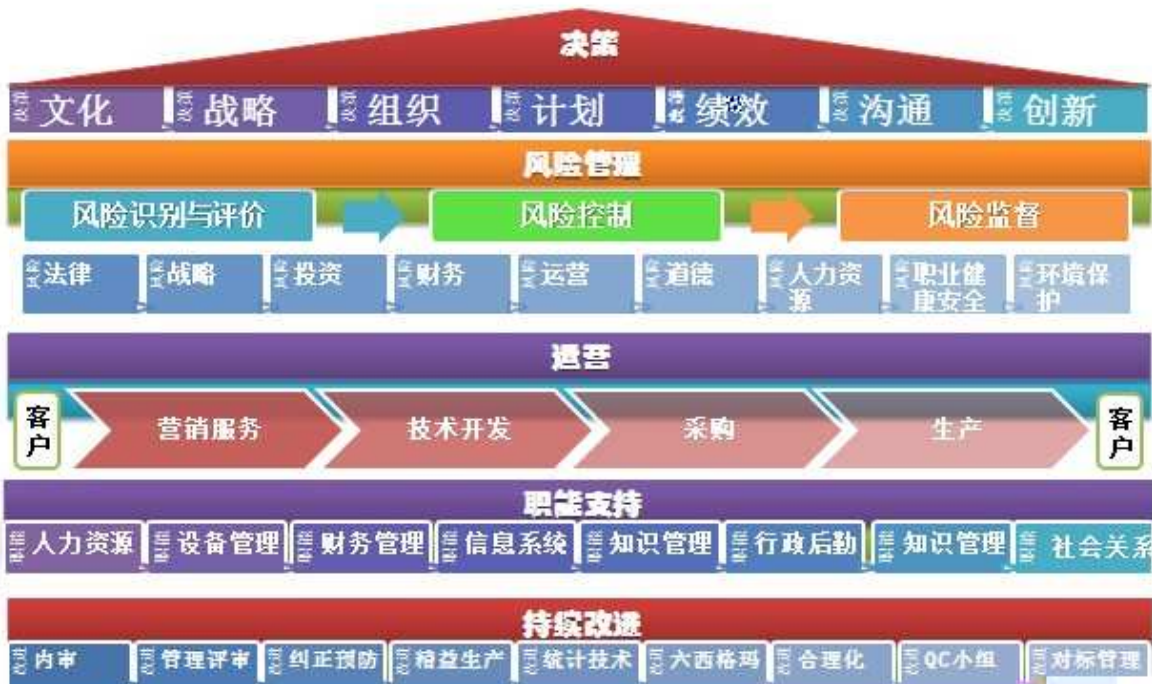 决策
文化 战略 组织 计划 绩效 沟通 创新
风险管理
风险识别与评价 风险控制 风险监督
法律 战略 投资 财务 运营 道德 人力资源 职业健康安全 环境保护
运营
客户 营销服务 技术开发 采购 生产 客户
职能支持
人力资源 设备管理 财务管理 信息系统 知识管理 行政后勤 知识管理 社会关系
持续改进
内审 管理评审 纠正预防 精益生产 统计技术 六西格玛 合理化 QC小组 对标管理